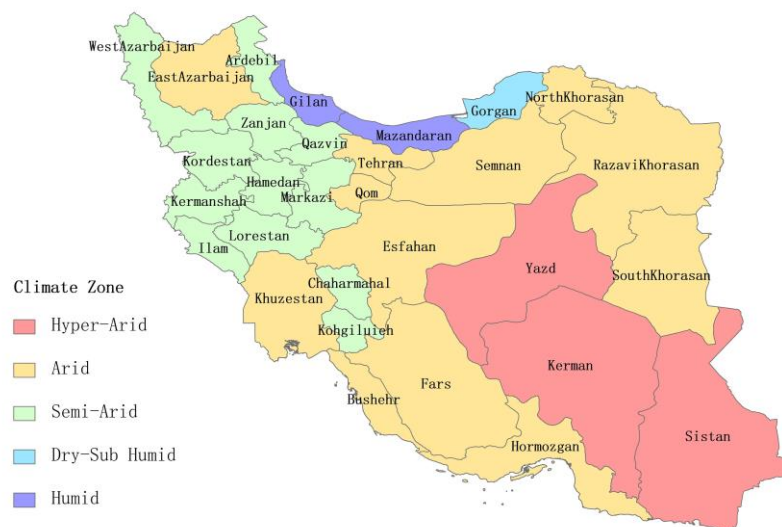 WestAzarbaijan
Ardebil
EastAzarbaijan
Gilan
Gorgan
NorthKhorasan
Zanjan
Mazandaran
Qazvin
Kordestan
Tehran
Semnan
RazaviKhorasan
Hamedan
Qom
Kermanshah
Markazi
Lorestan
Ilam
Esfahan
Yazd
SouthKhorasan
Chaharmahal
Khuzestan
Kohgiluieh
Kerman
Fars
Bushehr
Sistan
Hormozgan
Climate Zone
Hyper-Arid
Arid
Semi-Arid
Dry-Sub Humid
Humid